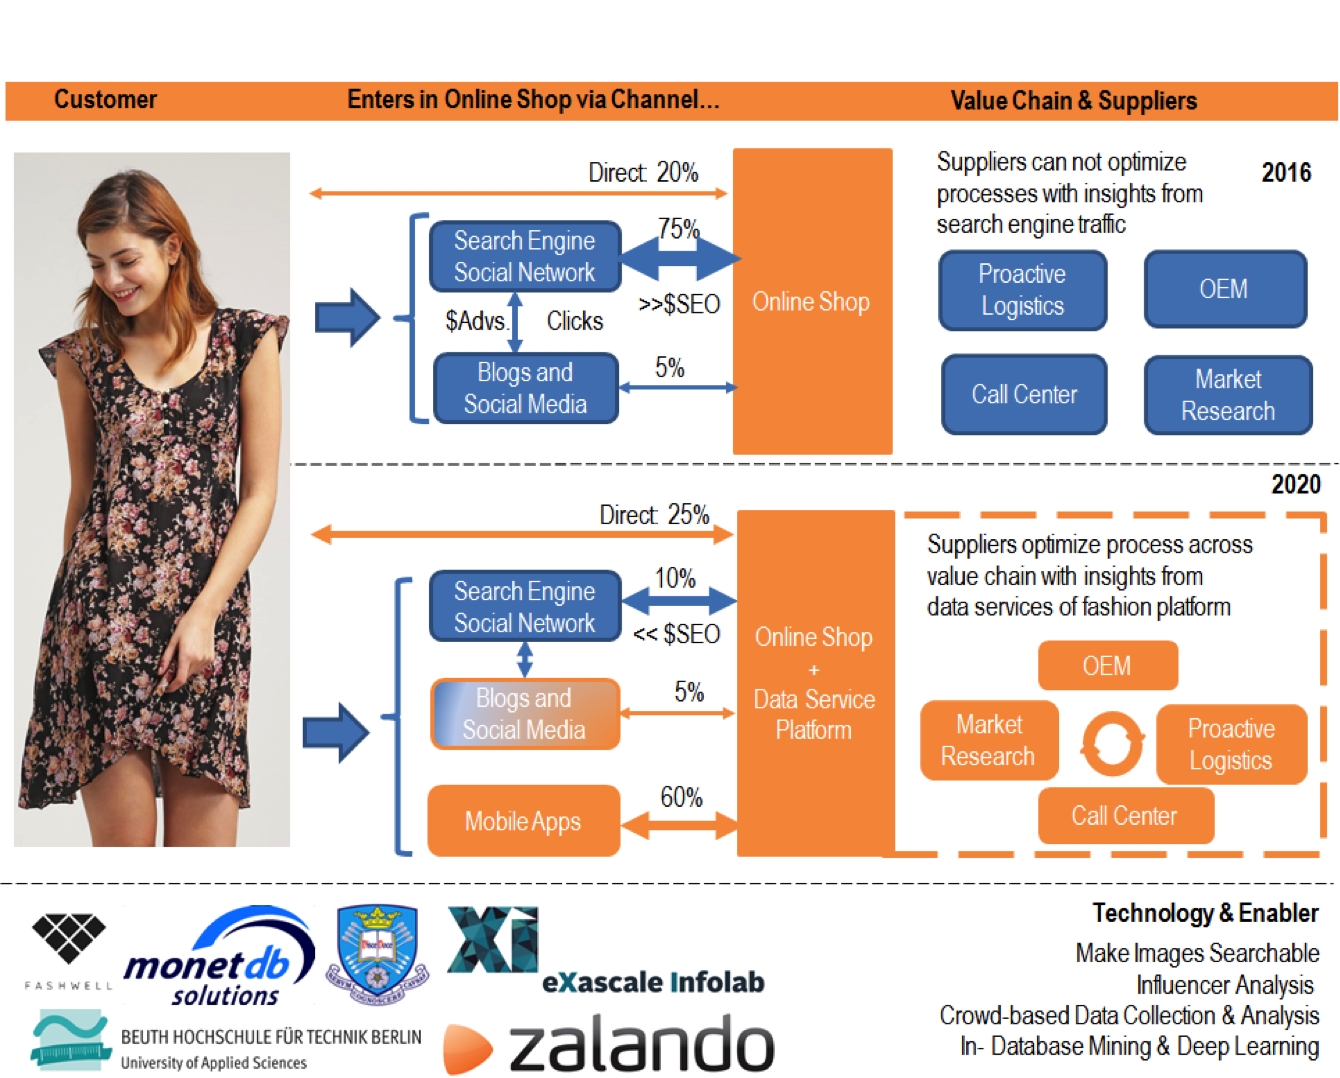 Customer
Enters in Online Shop via Channel...
Value Chain & Suppliers
Direct: 20%
Search Engine
Social Network
75%
>>$SEO
$Advs.
Clicks
Blogs and
Social Media
5%
Online Shop
Suppliers can not optimize
processes with insights from
search engine traffic
2016
Proactive
Logistics
OEM
Call Center
Market
Research
2020
Direct: 25%
Search Engine
Social Network
10%
<< $SEO
Blogs and
Social Media
5%
Mobile Apps
60%
Online Shop
+
Data Service
Platform
Suppliers optimize process across
value chain with insights from
data services of fashion platform
OEM
Market
Research
Proactive
Logistics
Call Center
FASHWELL
monetdb
solutions
Disce Doce
RERVM COGNOSCERE CAVSAS
Xi
eXascale Infolab
BEUTH HOCHSCHULE FÜR TECHNIK BERLIN
University of Applied Sciences
zalando
Technology & Enabler
Make Images Searchable
Influencer Analysis
Crowd-based Data Collection & Analysis
In- Database Mining & Deep Learning